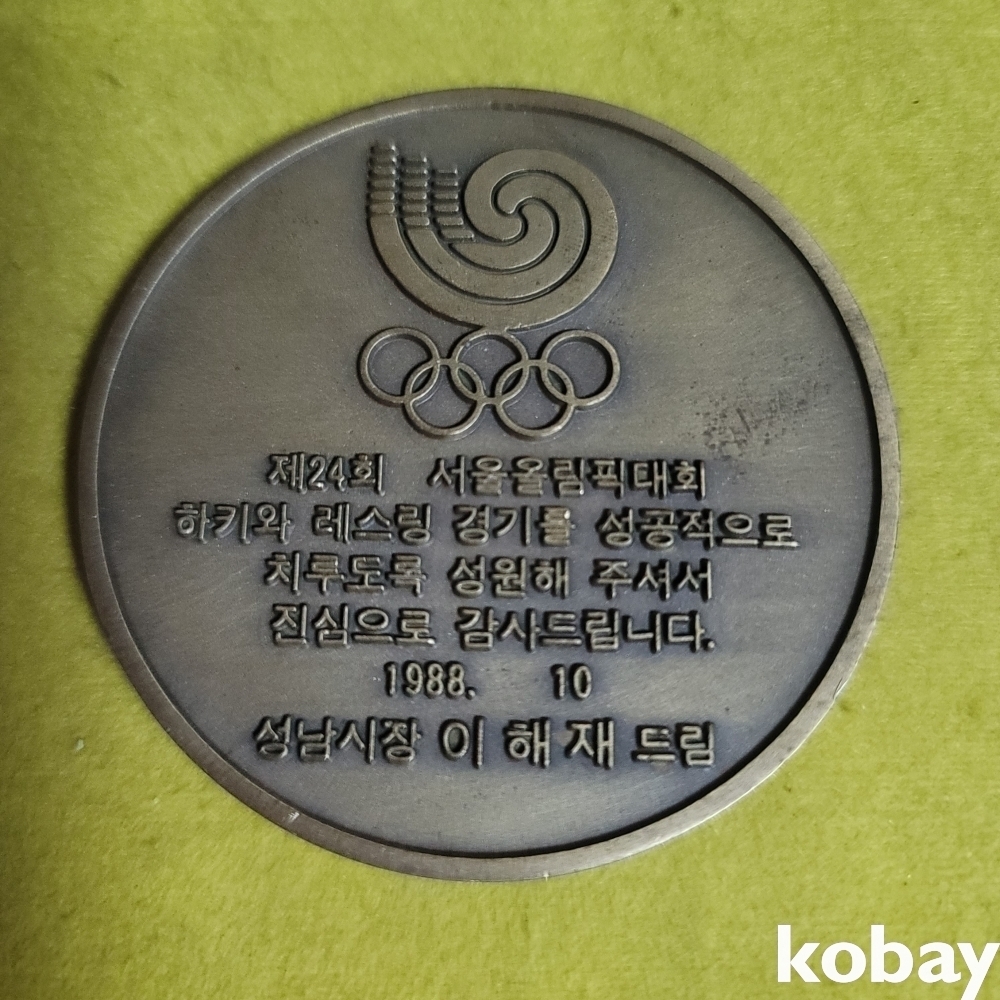 제24회 서울올림픽대회
하키와 레스링 경기를 성공적으로
치루도록 성원해 주셔서
진심으로 감사드립니다.
1988. 10
성남시장 이 해 재 드림
kobay